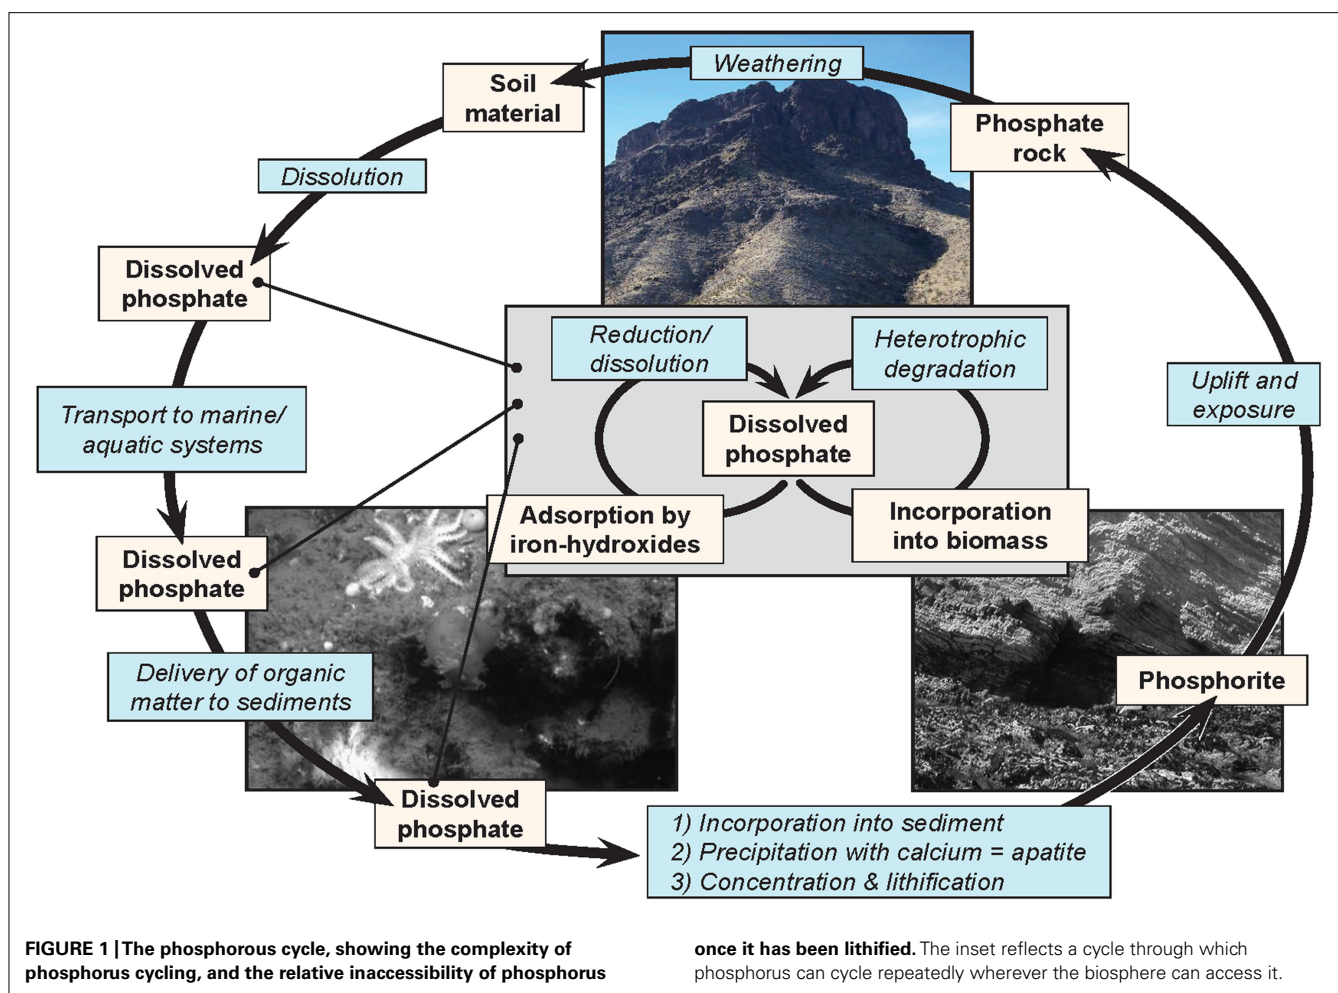 Weathering
Soil
material
Phosphate
rock
Dissolution
Dissolved
phosphate
Reduction/
dissolution
Heterotrophic
degradation
Uplift and
exposure
Transport to marine/
aquatic systems
Dissolved
phosphate
Adsorption by
iron-hydroxides
Incorporation
into biomass
Dissolved
phosphate
Delivery of organic
matter to sediments
Phosphorite
Dissolved
phosphate
1) Incorporation into sediment
2) Precipitation with calcium = apatite
3) Concentration & lithification
FIGURE 1 | The phosphorous cycle, showing the complexity of
phosphorus cycling, and the relative inaccessibility of phosphorus
once it has been lithified. The inset reflects a cycle through which
phosphorus can cycle repeatedly wherever the biosphere can access it.